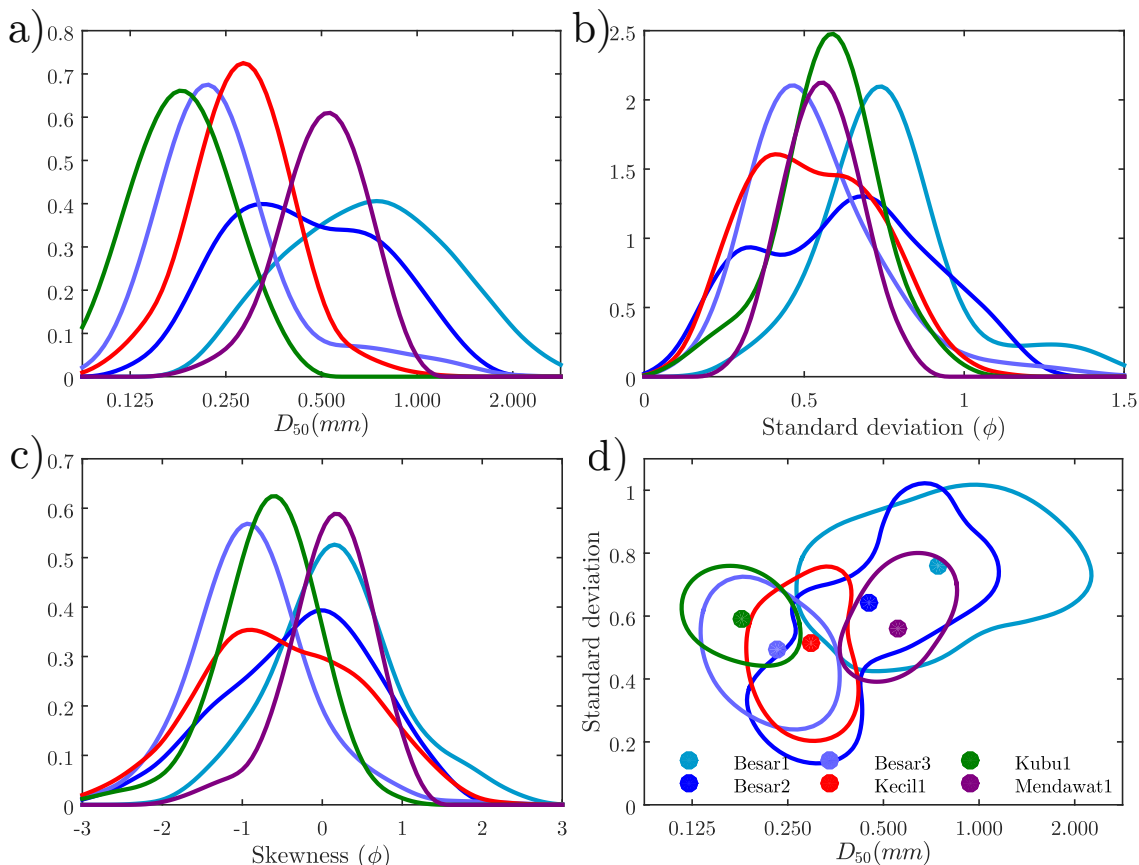 a)
0.8
0.7
0.6
0.5
0.4
0.3
0.2
0.1
0
0.125 0.250 0.500 1.000 2.000
D50(mm)
b)
2.5
2
1.5
1
0.5
0
0 0.5 1 1.5
Standard deviation (ϕ)
c)
0.7
0.6
0.5
0.4
0.3
0.2
0.1
0
-3 -2 -1 0 1 2 3
Skewness (ϕ)
d)
Standard deviation
1
0.8
0.6
0.4
0.2
0
Besar1 Besar3 Kubu1
Besar2 Kecil1 Mendawat1
0.125 0.250 0.500 1.000 2.000
D50(mm)